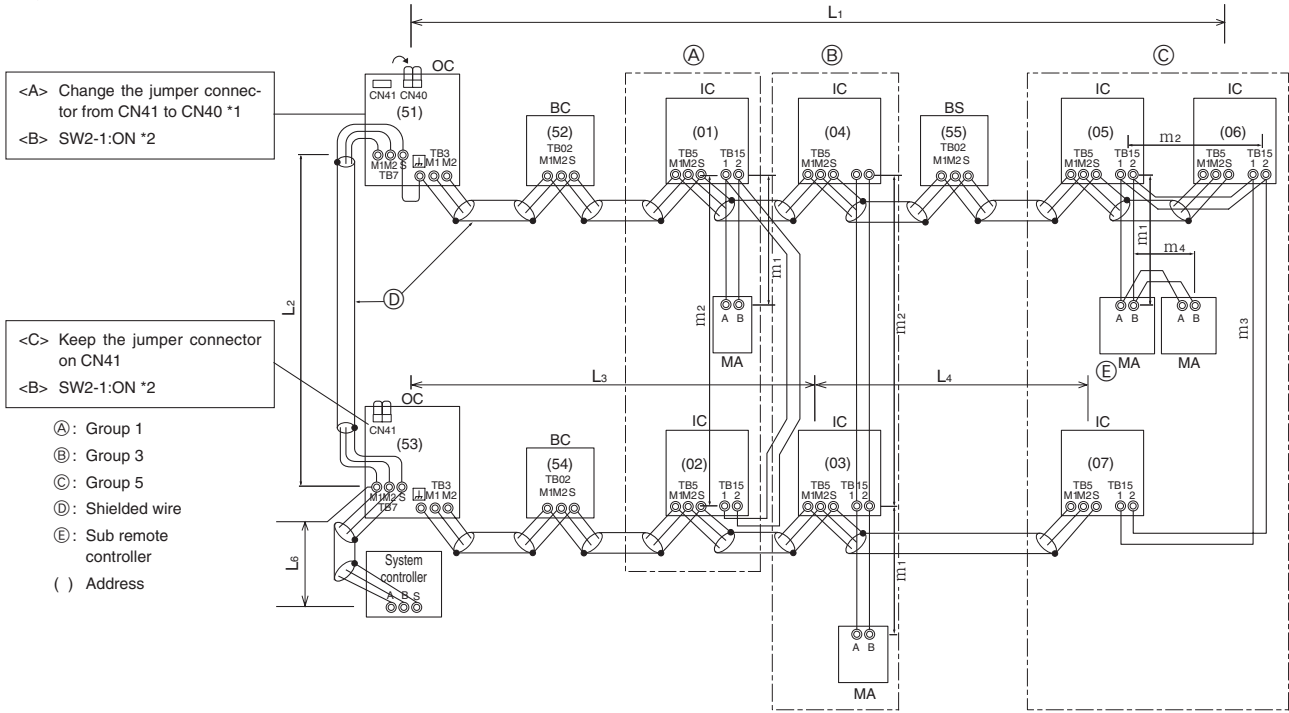 L1
<A> Change the jumper connec-
tor from CN41 to CN40 *1
<B> SW2-1:ON *2
OC
CN41 CN40
(51)
M1M2 S
TB7
TB3
M1 M2
BC
(52)
TB02
M1M2S
A
IC
(01)
TB5
M1M2S
TB15
1 2
B
IC
(04)
TB5
M1M2S
TB15
1 2
BS
(55)
TB02
M1M2S
C
IC
(05)
TB5
M1M2S
TB15
1 2
m2
IC
(06)
TB5
M1M2S
TB15
1 2
L2
D
m2
m1
A B
MA
m2
m1
m4
m3
A B
MA
A B
MA
E
<C> Keep the jumper connector
on CN41
<B> SW2-1:ON *2
L3
L4
OC
CN41
(53)
M1M2 S
TB7
TB3
M1 M2
BC
(54)
TB02
M1M2S
IC
(02)
TB5
M1M2S
TB15
1 2
IC
(03)
TB5
M1M2S
TB15
1 2
IC
(07)
TB5
M1M2S
TB15
1 2
A : Group 1
B : Group 3
C : Group 5
D : Shielded wire
E : Sub remote
controller
( ) Address
L6
System
controller
A B S
m1
A B
MA